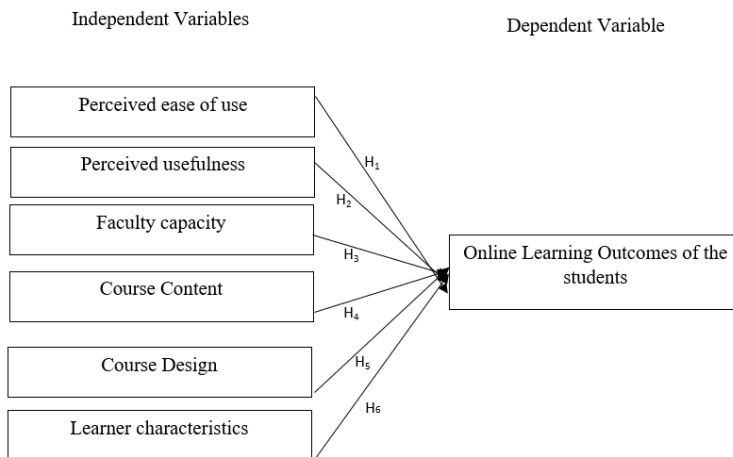 Independent Variables
Dependent Variable
Perceived ease of use
H₁
Perceived usefulness
H₂
Faculty capacity
H₃
Online Learning Outcomes of the
students
Course Content
H₄
Course Design
H₅
Learner characteristics
H₆